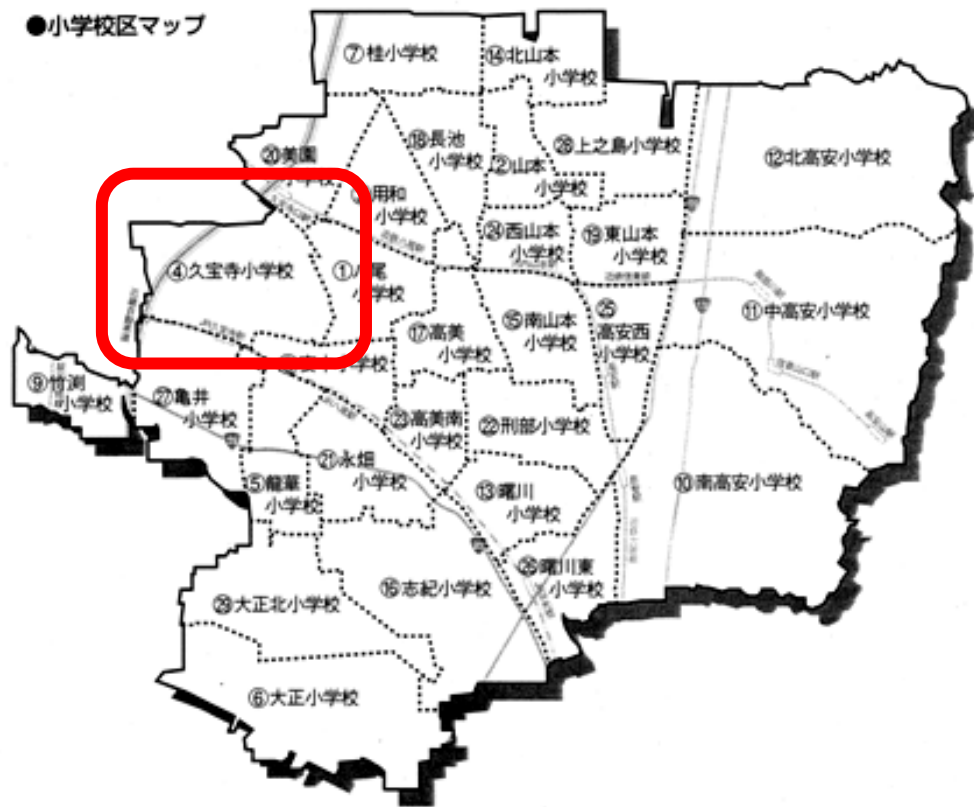 ●小学校区マップ
⑦桂小学校
⑭北山本
小学校
⑱長池
小学校
㉘上之島小学校
⑳美園
②山本
小学校
⑫北高安小学校
用和
小学校
㉔西山本
小学校
⑲東山本
小学校
④久宝寺小学校
①八尾
小学校
⑰高美
小学校
⑮南山本
小学校
㉕
高安西
小学校
⑪中高安小学校
⑨竹渕
小学校
㉗亀井
小学校
㉓高美南
小学校
㉒刑部小学校
㉑永畑
小学校
⑤龍華
小学校
⑬曙川
小学校
⑩南高安小学校
㉖曙川東
小学校
⑯志紀小学校
㉙大正北小学校
⑥大正小学校